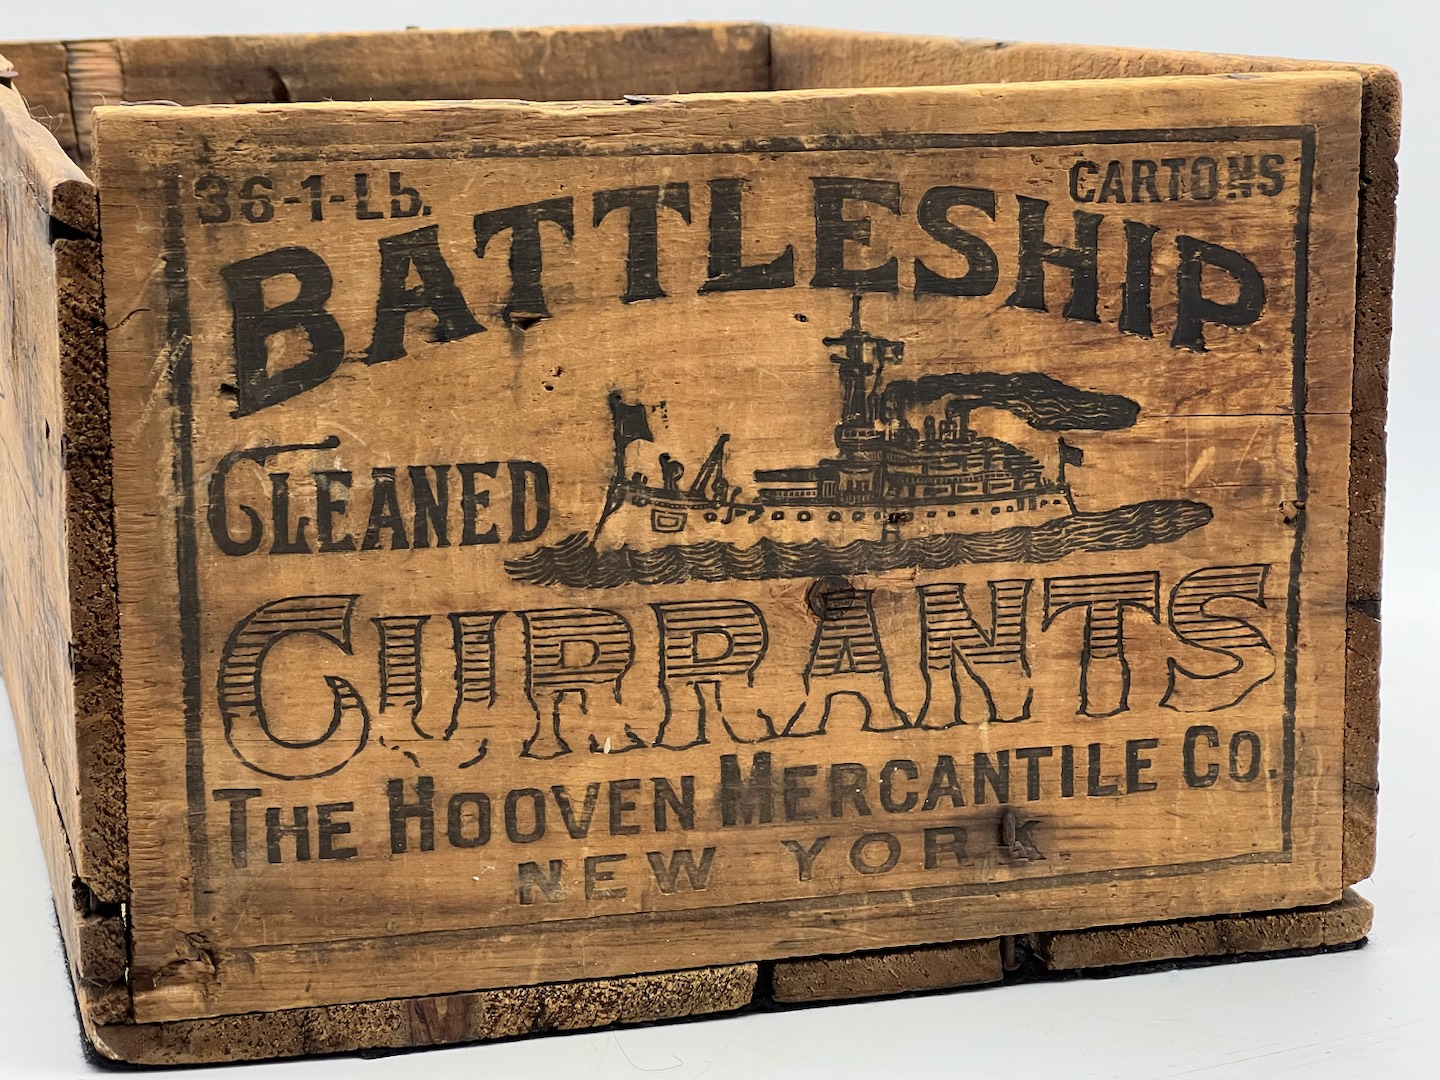 36-1-Lb. CARTONS
BATTLESHIP
CLEANED
CURRANTS
THE HOOVEN MERCANTILE CO.
NEW YORK.